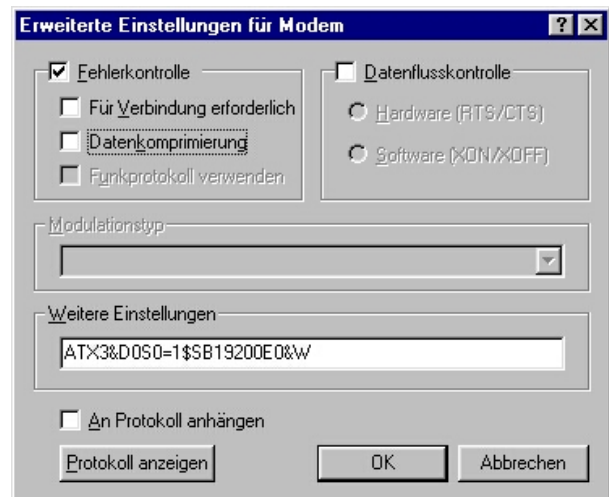 Erweiterte Einstellungen für Modem
Fehlerkontrolle
Für Verbindung erforderlich
Datenkomprimierung
Funkprotokoll verwenden
Datenflusskontrolle
Hardware (RTS/CTS)
Software (XON/XOFF)
Modulationstyp
Weitere Einstellungen
ATX3&D0S0=1$SB19200E0&W
An Protokoll anhängen
Protokoll anzeigen
OK
Abbrechen